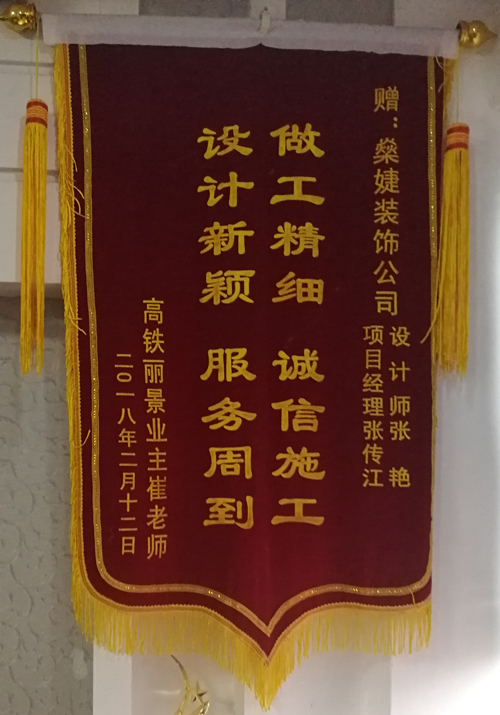 赠：燊婕装饰公司
设计师张艳
项目经理张传江
做工精细 诚信施工
设计新颖 服务周到
高铁丽景业主崔老师
二〇一八年二月十二日